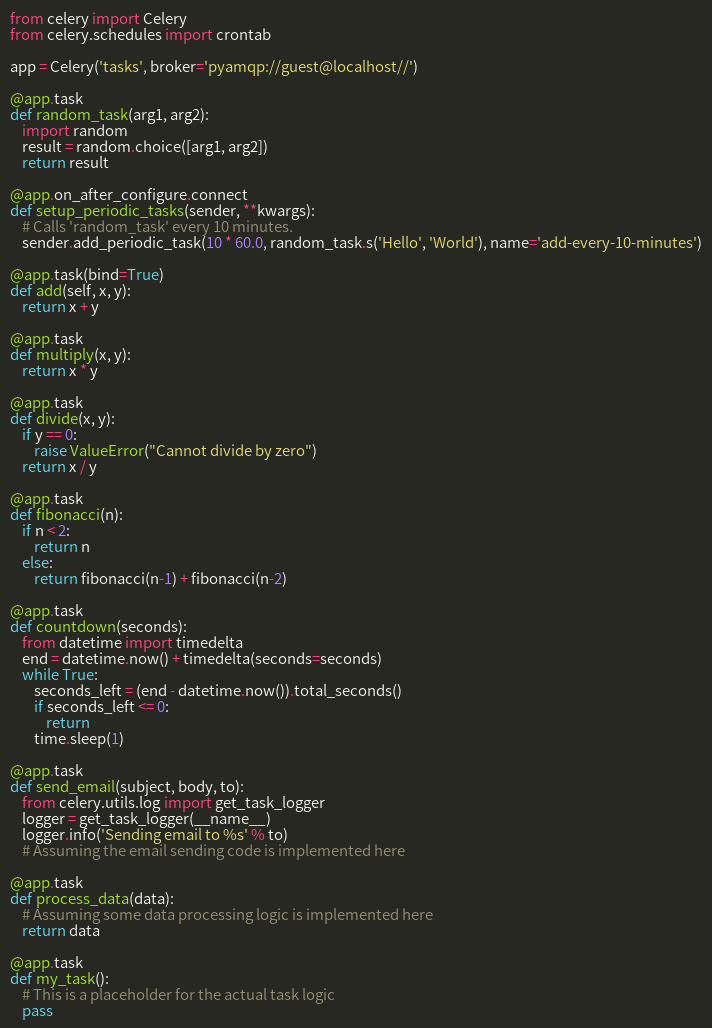 from celery import Celery
from celery.schedules import crontab

app = Celery('tasks', broker='pyamqp://guest@localhost//')

@app.task
def random_task(arg1, arg2):
    import random
    result = random.choice([arg1, arg2])
    return result

@app.on_after_configure.connect
def setup_periodic_tasks(sender, **kwargs):
    # Calls 'random_task' every 10 minutes.
    sender.add_periodic_task(10 * 60.0, random_task.s('Hello', 'World'), name='add-every-10-minutes')

@app.task(bind=True)
def add(self, x, y):
    return x + y

@app.task
def multiply(x, y):
    return x * y

@app.task
def divide(x, y):
    if y == 0:
        raise ValueError("Cannot divide by zero")
    return x / y

@app.task
def fibonacci(n):
    if n < 2:
        return n
    else:
        return fibonacci(n-1) + fibonacci(n-2)

@app.task
def countdown(seconds):
    from datetime import timedelta
    end = datetime.now() + timedelta(seconds=seconds)
    while True:
        seconds_left = (end - datetime.now()).total_seconds()
        if seconds_left <= 0:
            return
        time.sleep(1)

@app.task
def send_email(subject, body, to):
    from celery.utils.log import get_task_logger
    logger = get_task_logger(__name__)
    logger.info('Sending email to %s' % to)
    # Assuming the email sending code is implemented here

@app.task
def process_data(data):
    # Assuming some data processing logic is implemented here
    return data

@app.task
def my_task():
    # This is a placeholder for the actual task logic
    pass